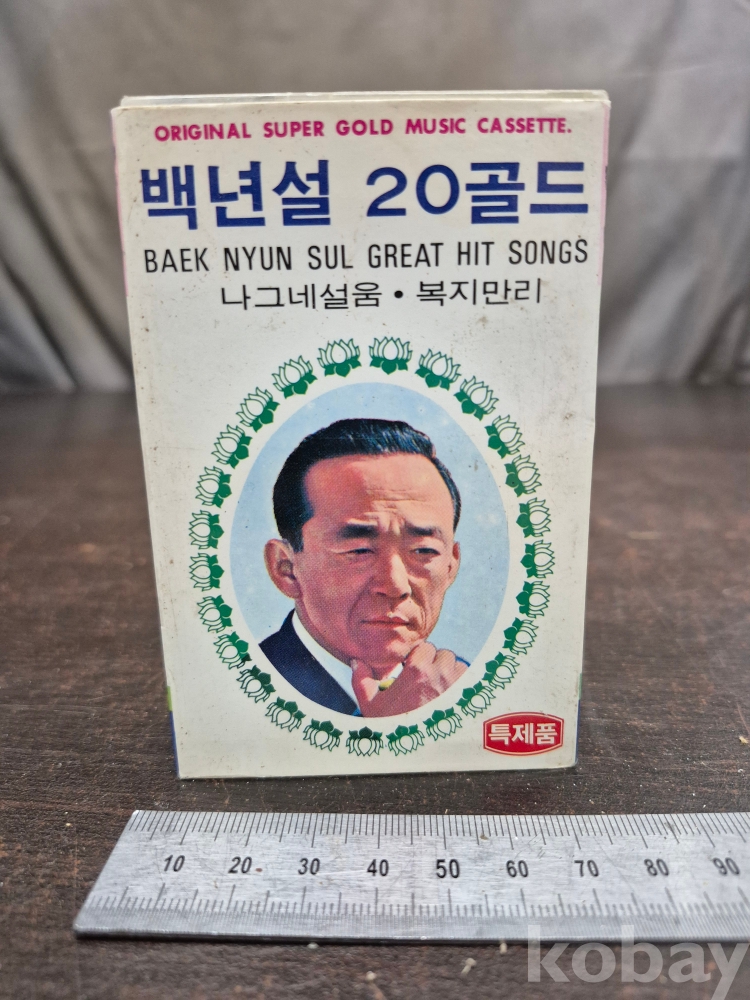 ORIGINAL SUPER GOLD MUSIC CASSETTE.
백년설 20골드
BAEK NYUN SUL GREAT HIT SONGS
나그네설움 • 복지만리
특제품
10 20 30 40 50 60 70 80 90
kobay